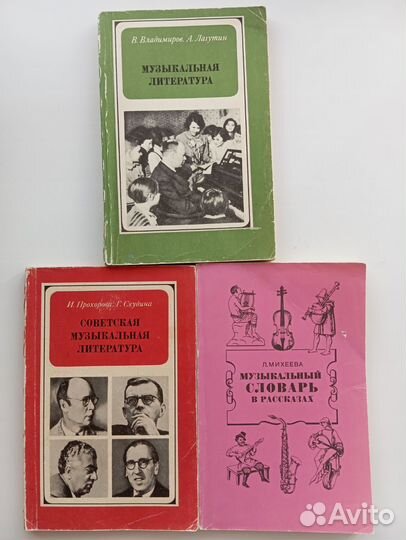 В. Владимиров, А. Лагутин
МУЗЫКАЛЬНАЯ
ЛИТЕРАТУРА
И. Прохорова, Г. Скудина
СОВЕТСКАЯ
МУЗЫКАЛЬНАЯ
ЛИТЕРАТУРА
Л.МИХЕЕВА
МУЗЫКАЛЬНЫЙ
СЛОВАРЬ
В РАССКАЗАХ
Avito